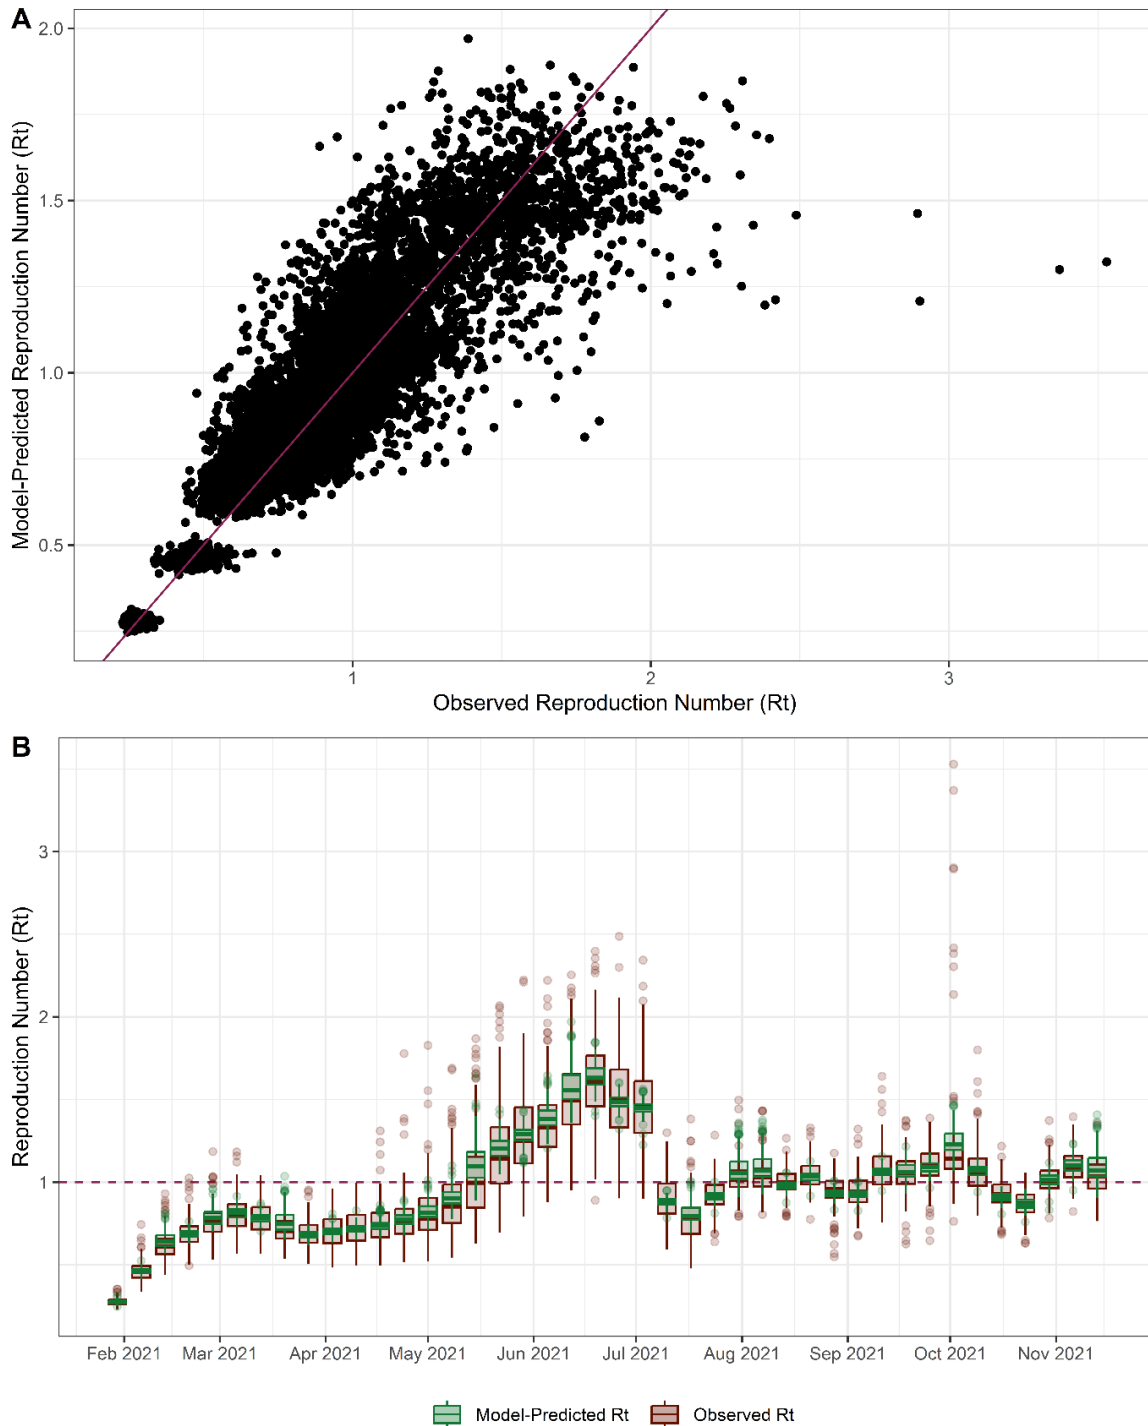 A
2.0
1.5
1.0
0.5
Model-Predicted Reproduction Number (Rt)
1 2 3
Observed Reproduction Number (Rt)
B
3
2
1
Reproduction Number (Rt)
Feb 2021 Mar 2021 Apr 2021 May 2021 Jun 2021 Jul 2021 Aug 2021 Sep 2021 Oct 2021 Nov 2021
Model-Predicted Rt Observed Rt